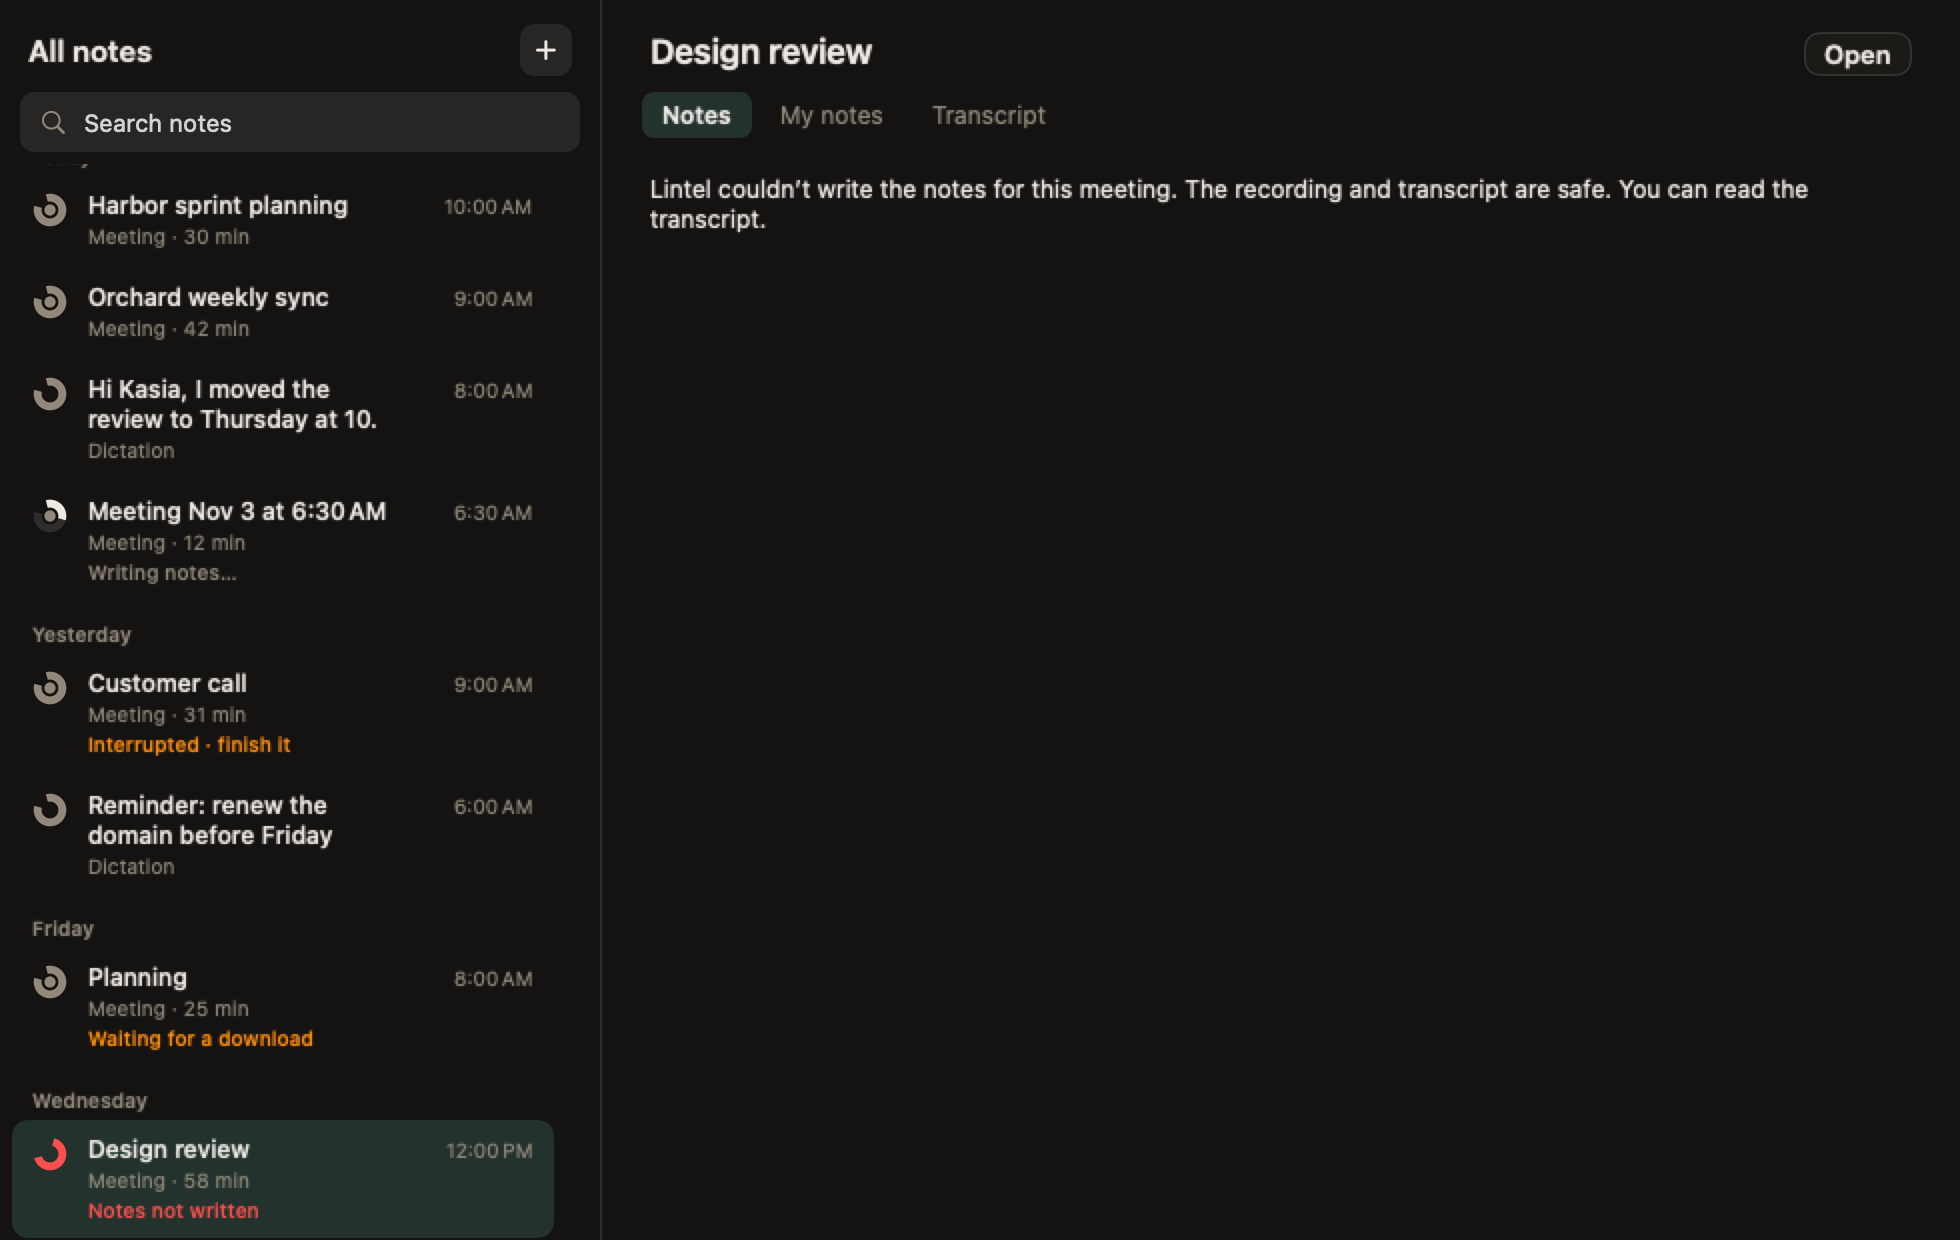 All notes
Search notes
Harbor sprint planning
10:00 AM
Meeting · 30 min
Orchard weekly sync
9:00 AM
Meeting · 42 min
Hi Kasia, I moved the
review to Thursday at 10.
8:00 AM
Dictation
Meeting Nov 3 at 6:30 AM
6:30 AM
Meeting · 12 min
Writing notes...
Yesterday
Customer call
9:00 AM
Meeting · 31 min
Interrupted · finish it
Reminder: renew the
domain before Friday
6:00 AM
Dictation
Friday
Planning
8:00 AM
Meeting · 25 min
Waiting for a download
Wednesday
Design review
12:00 PM
Meeting · 58 min
Notes not written
Design review
Open
Notes
My notes
Transcript
Lintel couldn’t write the notes for this meeting. The recording and transcript are safe. You can read the
transcript.